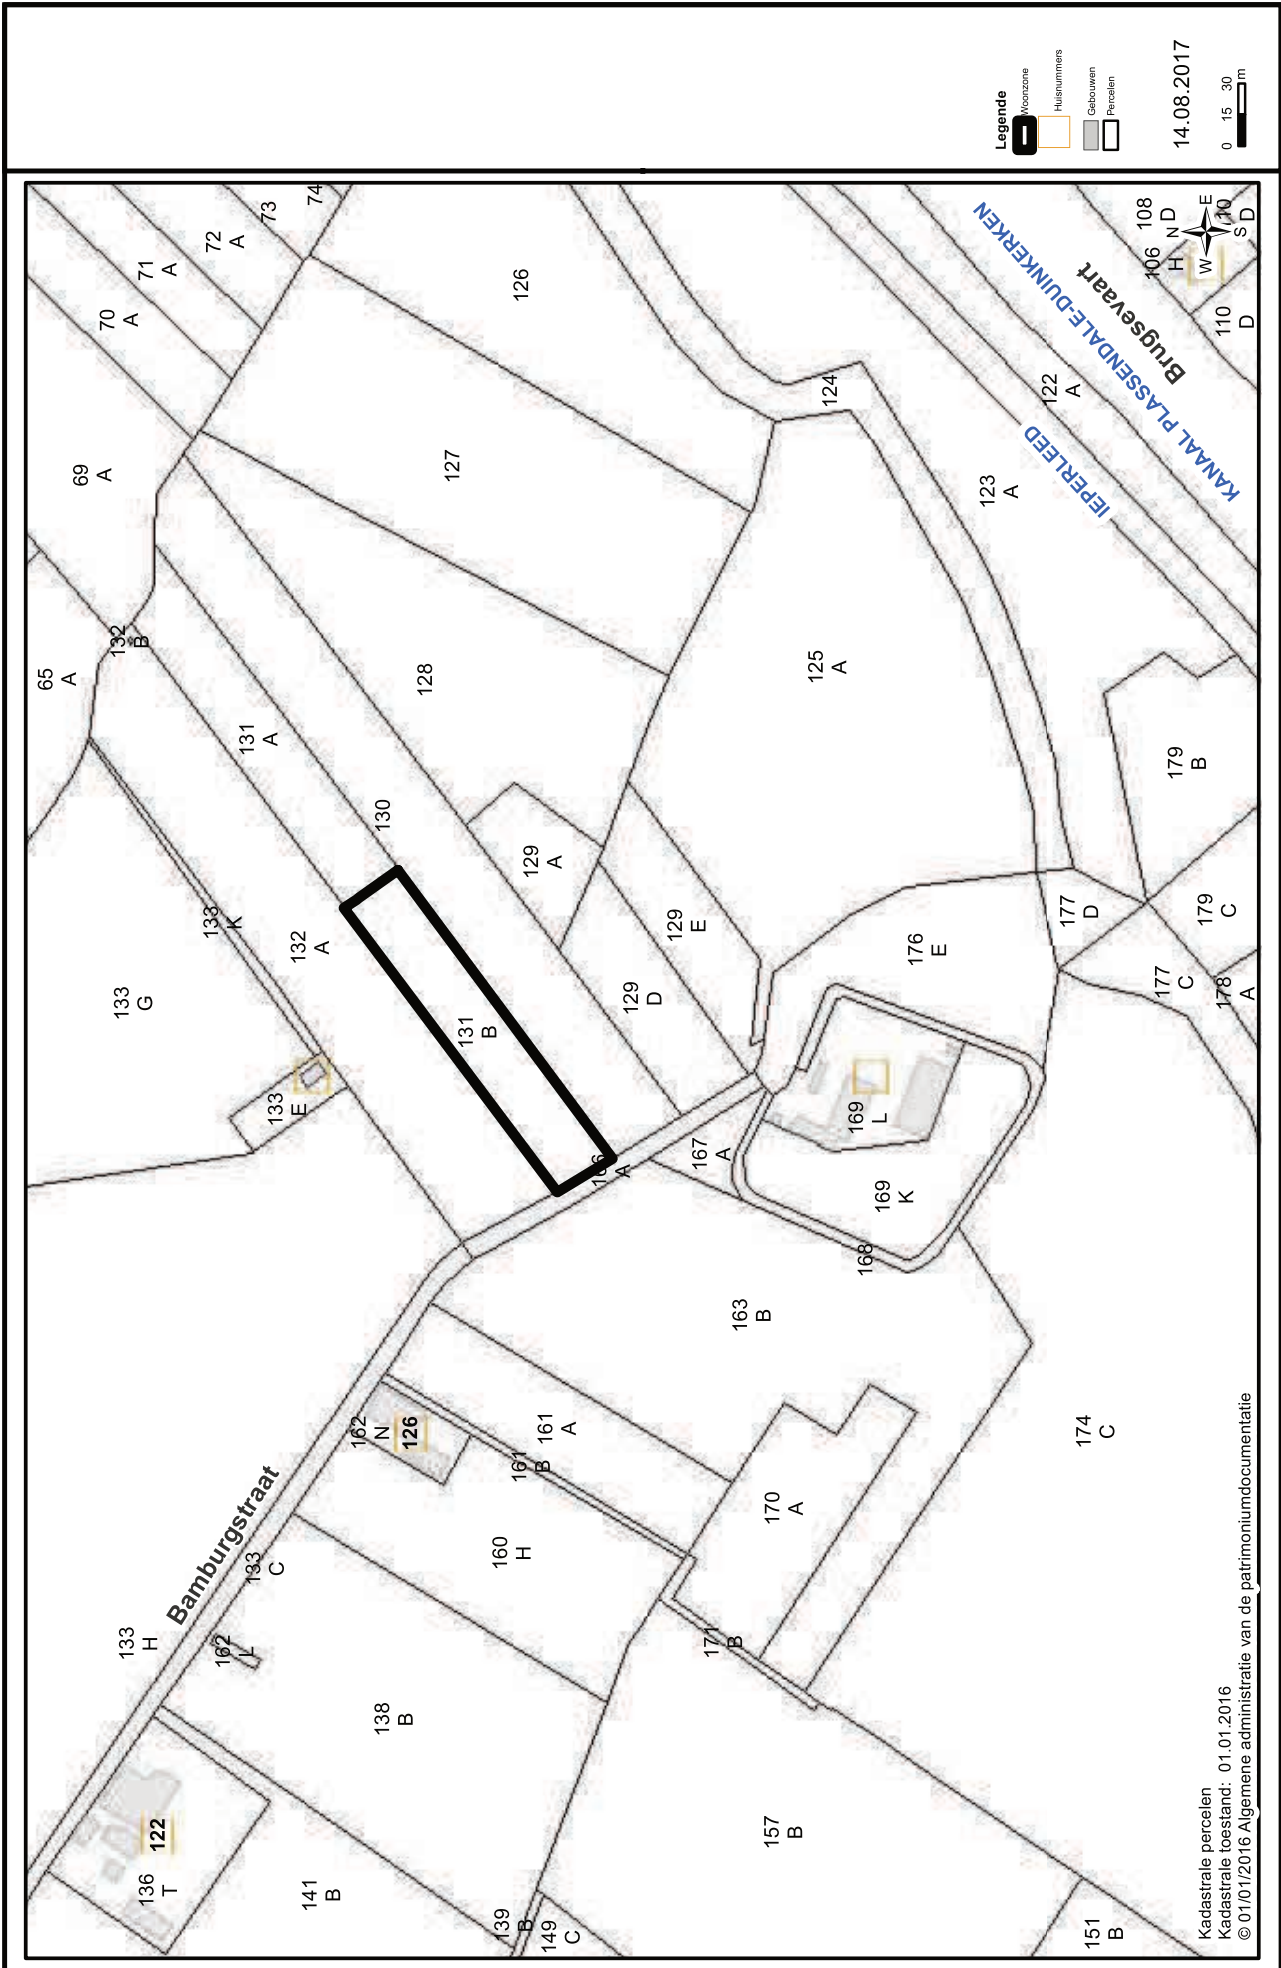 Legende
Woonzone
Huisnummers
Gebouwen
Percelen
14.08.2017
0 15 30 m
65
A
69
A
70
A
71
A
72
A
73
74
132
B
131
A
126
127
128
130
133
G
133
K
132
A
131
B
133
E
129
A
129
E
129
D
124
125
A
123
A
122
A
IEPERLEED
KANAAL PLASSENDALE-DUINKERKEN
Brugsevaart
108
D
106
H
110
D
110
D
N
E
S
W
179
B
179
C
177
D
177
C
178
A
176
E
166
A
167
A
169
L
169
K
168
163
B
162
N
126
161
A
161
B
160
H
170
A
171
B
174
C
Bamburgstraat
133
C
133
H
162
L
138
B
122
136
T
141
B
139
B
149
C
157
B
151
B
Kadastrale percelen
Kadastrale toestand: 01.01.2016
© 01/01/2016 Algemene administratie van de patrimoniumdocumentatie